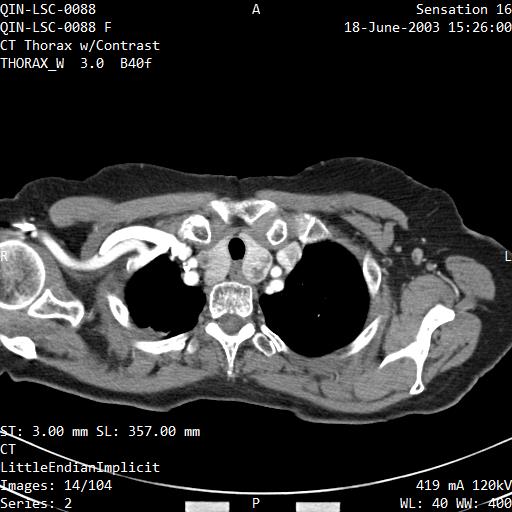 QIN-LSC-0088 A Sensation 16
QIN-LSC-0088 F 18-June-2003 15:26:00
CT Thorax w/Contrast
THORAX_W 3.0 B40f
R L
ST: 3.00 mm SL: 357.00 mm
CT
LittleEndianImplicit
Images: 14/104 419 mA 120kV
Series: 2 P WL: 40 WW: 400